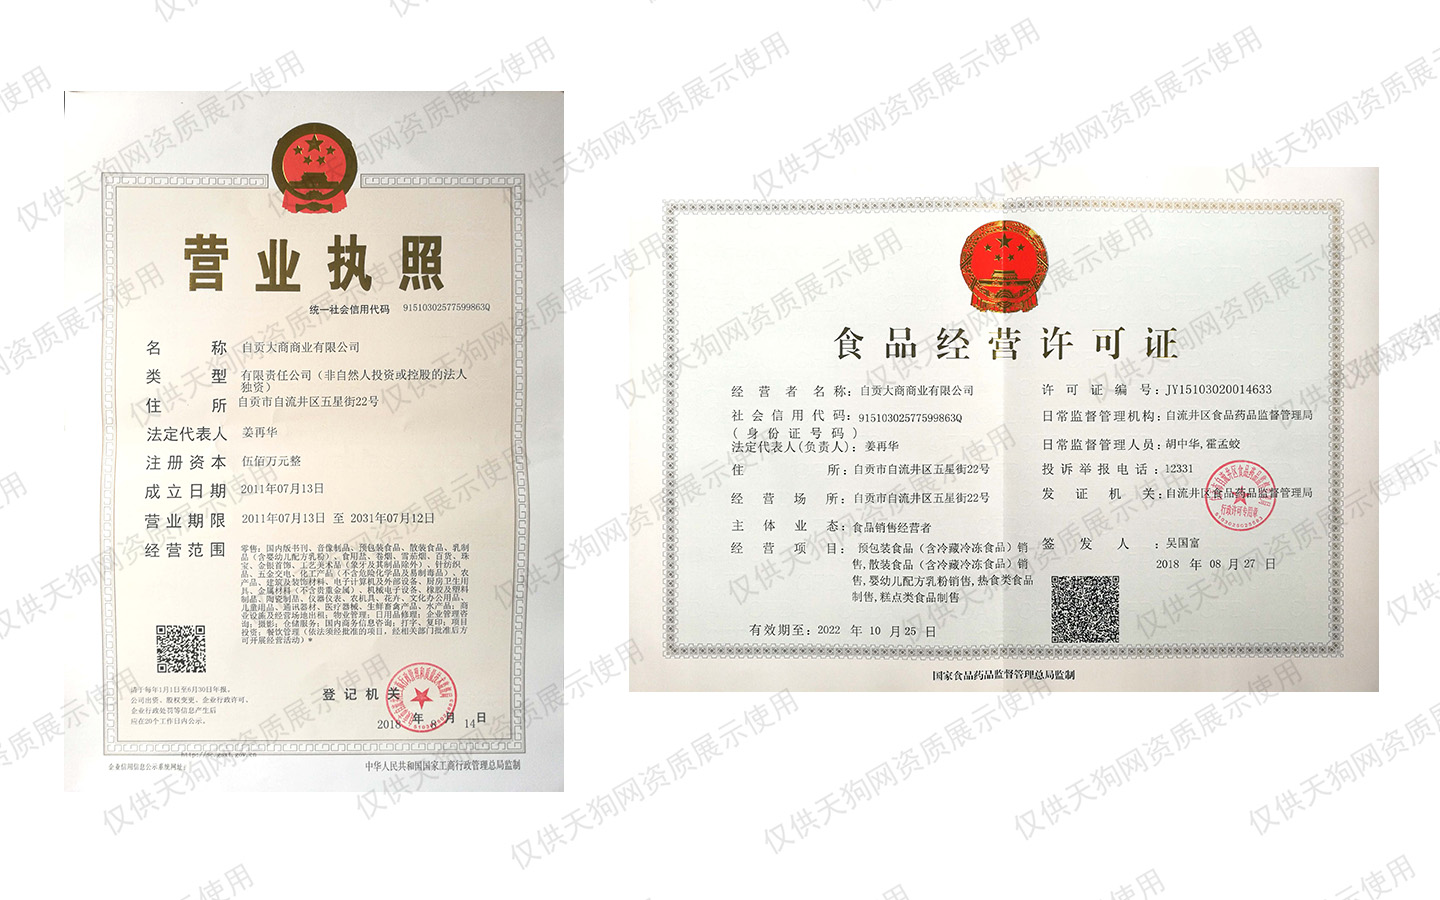 营业执照
统一社会信用代码 91510302577599863Q
名称 自贡大商商业有限公司
类型 有限责任公司（非自然人投资或控股的法人
独资）
住所 自贡市自流井区五星街22号
法定代表人 姜再华
注册资本 伍佰万元整
成立日期 2011年07月13日
营业期限 2011年07月13日 至 2031年07月12日
经营范围 零售：国内版书刊、音像制品、预包装食品、散装食品、乳制
品（含婴幼儿配方乳粉）、食用盐、卷烟、雪茄烟、百货、珠
宝、金银首饰、工艺美术品（象牙及其制品除外）、针纺织
品、五金交电、化工产品（不含危险化学品及易制毒品）、农
产品、建筑及装饰材料、电子计算机及外部设备、厨房卫生用
具、金属材料（不含贵重金属）、机械电子设备、橡胶及塑料
制品、陶瓷制品、仪器仪表、农机具、花卉、文化办公用品、
儿童用品、通讯器材、医疗器械、生鲜畜禽产品、水产品；商
业设施及经营场地出租；物业管理；日用品修理；企业管理咨
询；摄影；仓储服务；国内商务信息咨询；打字、复印；项目
投资；餐饮管理（依法须经批准的项目，经相关部门批准后方
可开展经营活动）*
请于每年1月1日至6月30日年报。
公司出资、股权变更、企业行政许可、
企业行政处罚等信息产生后
应在20个工作日内公示。
登记机关
2018 年 8 月 14日
企业信用信息公示系统网址：
中华人民共和国国家工商行政管理总局监制
食品经营许可证
经营者名称：自贡大商商业有限公司
社会信用代码：91510302577599863Q
(身份证号码)
法定代表人(负责人)：姜再华
住所：自贡市自流井区五星街22号
经营场所：自贡市自流井区五星街22号
主体业态：食品销售经营者
经营项目：预包装食品（含冷藏冷冻食品）销
售,散装食品（含冷藏冷冻食品）销
售,婴幼儿配方乳粉销售,热食类食品
制售,糕点类食品制售
有效期至：2022 年 10 月 25 日
许可证编号：JY15103020014633
日常监督管理机构：自流井区食品药品监督管理局
日常监督管理人员：胡中华,霍孟蛟
投诉举报电话：12331
发证机关：自流井区食品药品监督管理局
行政许可专用章
签发人：吴国富
2018 年 08 月 27 日
国家食品药品监督管理总局监制
仅供天狗网资质展示使用